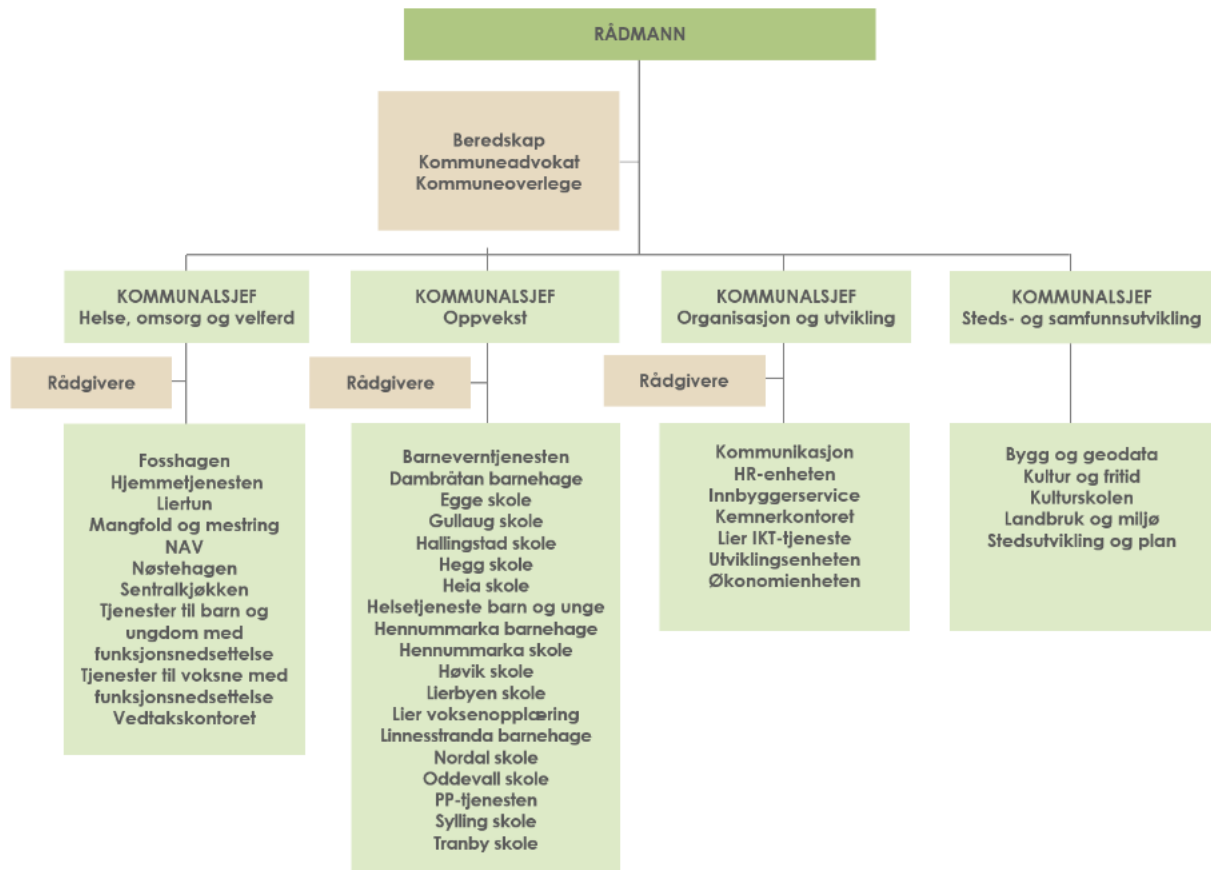 RÅDMANN
Beredskap
Kommuneadvokat
Kommuneoverlege
KOMMUNALSJEF
Helse, omsorg og velferd
KOMMUNALSJEF
Oppvekst
KOMMUNALSJEF
Organisasjon og utvikling
KOMMUNALSJEF
Steds- og samfunnsutvikling
Rådgivere
Rådgivere
Rådgivere
Fosshagen
Hjemmetjenesten
Liertun
Mangfold og mestring
NAV
Nøstehagen
Sentralkjøkken
Tjenester til barn og
ungdom med
funksjonsnedsettelse
Tjenester til voksne med
funksjonsnedsettelse
Vedtakskontoret
Barneverntjenesten
Dambråtan barnehage
Egge skole
Gullaug skole
Hallingstad skole
Hegg skole
Heia skole
Helsetjeneste barn og unge
Hennummarka barnehage
Hennummarka skole
Høvik skole
Lierbyen skole
Lier voksenopplæring
Linnesstranda barnehage
Nordal skole
Oddevall skole
PP-tjenesten
Sylling skole
Tranby skole
Kommunikasjon
HR-enheten
Innbyggerservice
Kemnerkontoret
Lier IKT-tjeneste
Utviklingsenheten
Økonomienheten
Bygg og geodata
Kultur og fritid
Kulturskolen
Landbruk og miljø
Stedsutvikling og plan